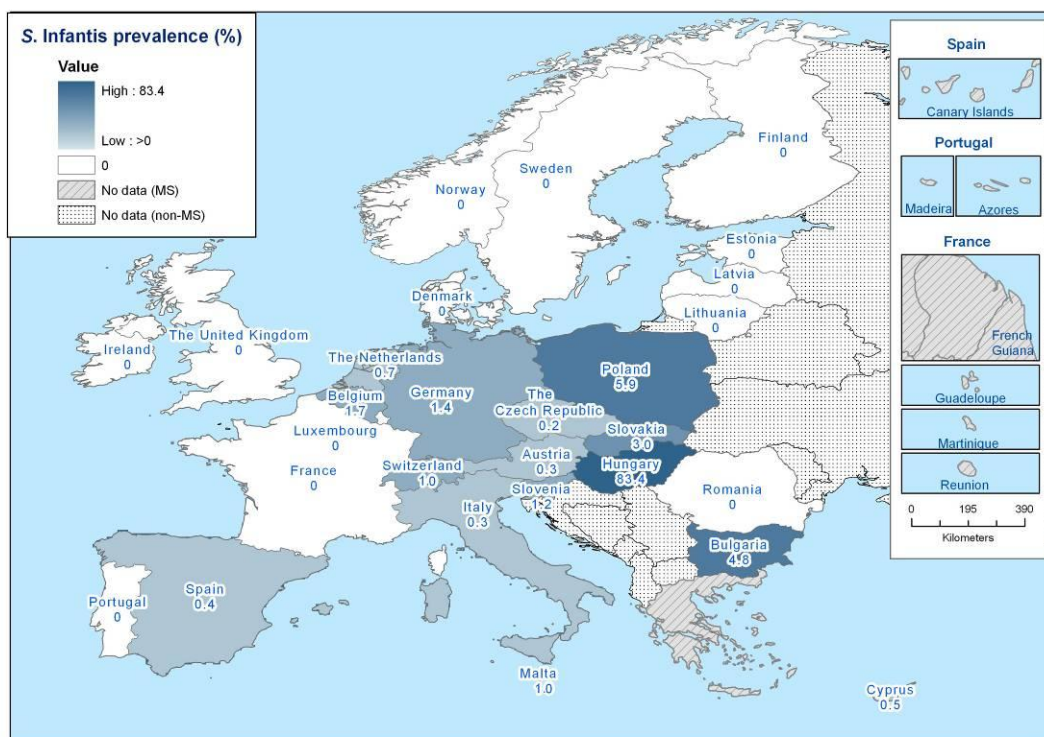 S. Infantis prevalence (%)
Value
High : 83.4
Low : >0
0
No data (MS)
No data (non-MS)
Norway
0
Sweden
0
Finland
0
Estonia
0
Latvia
0
Lithuania
0
Denmark
0
Ireland
0
The United Kingdom
0
The Netherlands
0.7
Belgium
1.7
Germany
1.4
Poland
5.9
The
Czech Republic
0.2
Slovakia
3.0
Luxembourg
0
France
0
Switzerland
1.0
Austria
0.3
Hungary
83.4
Slovenia
1.2
Romania
0
Italy
0.3
Bulgaria
4.8
Portugal
0
Spain
0.4
Malta
1.0
Cyprus
0.5
Spain
Canary Islands
Portugal
Madeira
Azores
France
French
Guiana
Guadeloupe
Martinique
Reunion
0 195 390
Kilometers